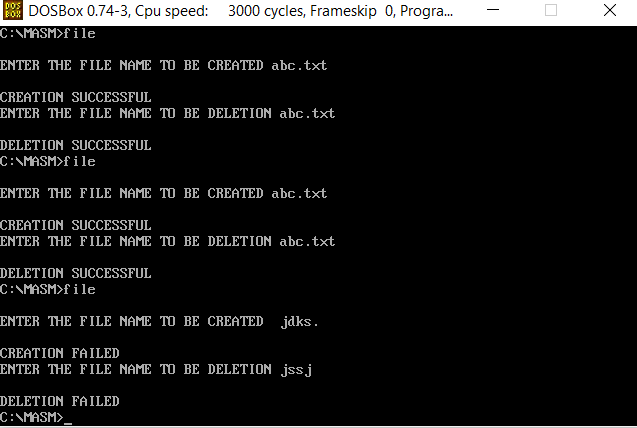 DOS
BOX
DOSBox 0.74-3, Cpu speed: 3000 cycles, Frameskip 0, Progra...
C:\MASM>file
ENTER THE FILE NAME TO BE CREATED abc.txt
CREATION SUCCESSFUL
ENTER THE FILE NAME TO BE DELETION abc.txt
DELETION SUCCESSFUL
C:\MASM>file
ENTER THE FILE NAME TO BE CREATED abc.txt
CREATION SUCCESSFUL
ENTER THE FILE NAME TO BE DELETION abc.txt
DELETION SUCCESSFUL
C:\MASM>file
ENTER THE FILE NAME TO BE CREATED  jdks.
CREATION FAILED
ENTER THE FILE NAME TO BE DELETION jssj
DELETION FAILED
C:\MASM>_